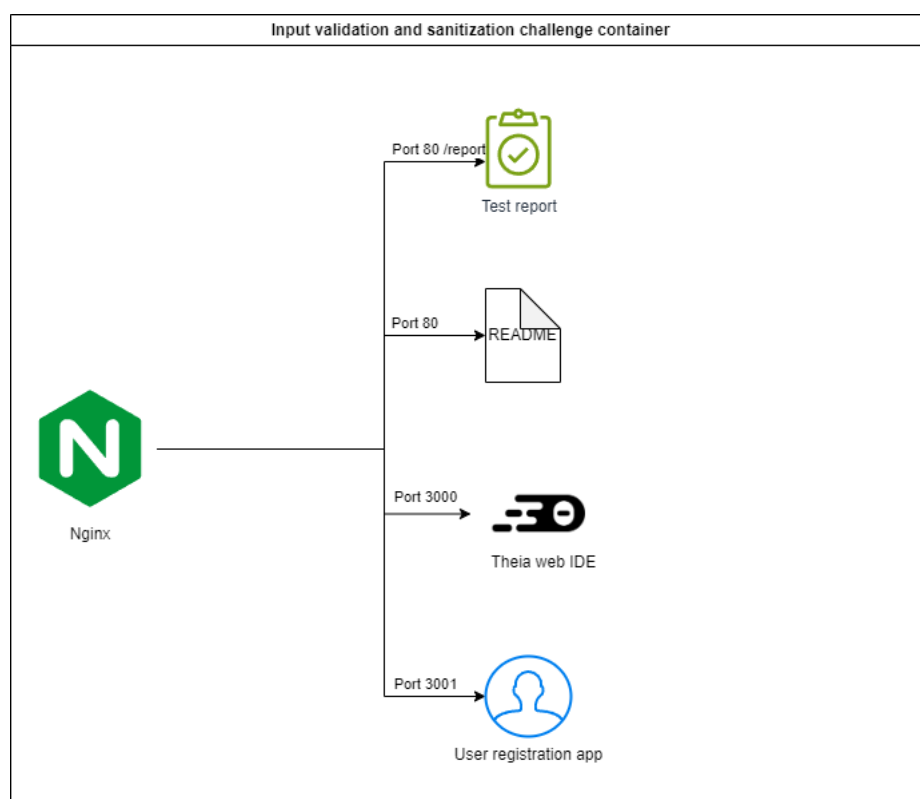 Input validation and sanitization challenge container
Port 80 /report
Test report
Port 80
README
N
Nginx
Port 3000
Theia web IDE
Port 3001
User registration app